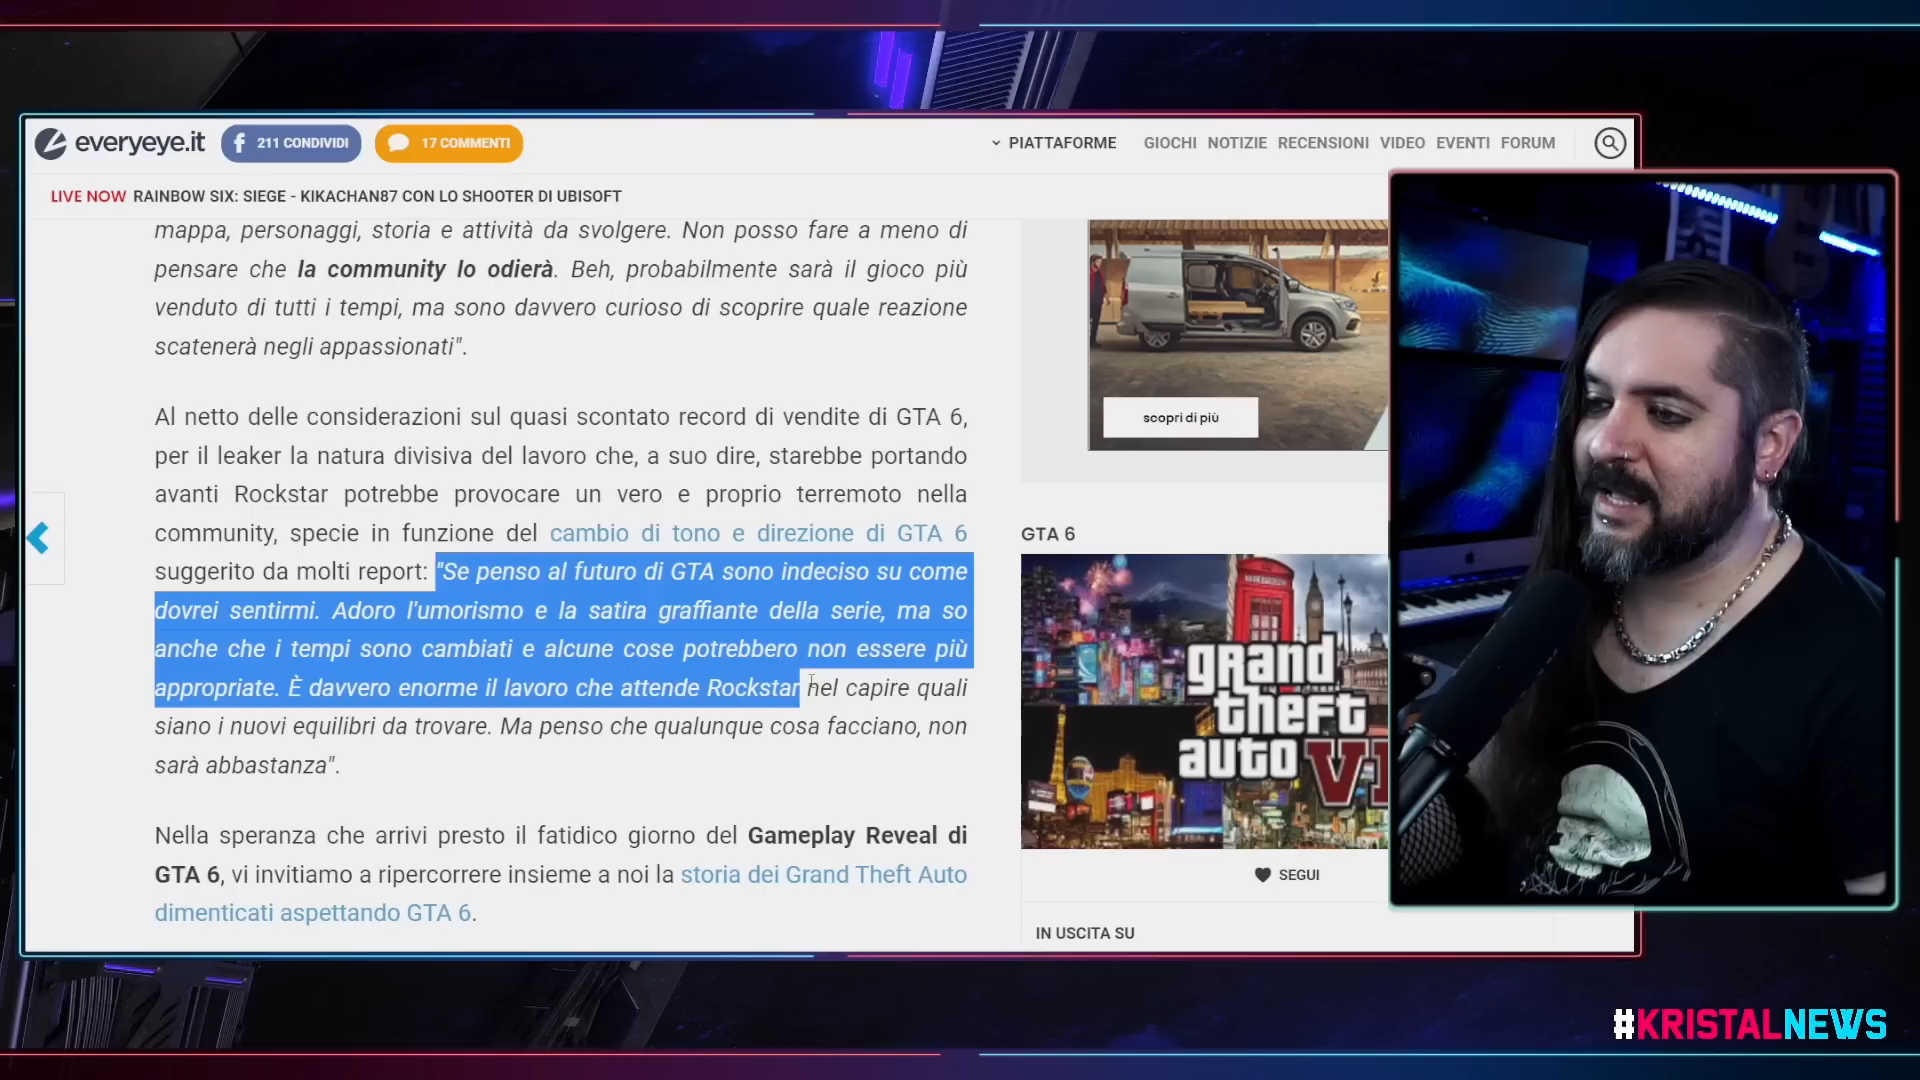 everyeye.it
211 CONDIVIDI
17 COMMENTI
PIATTAFORME
GIOCHI
NOTIZIE
RECENSIONI
VIDEO
EVENTI
FORUM
LIVE NOW RAINBOW SIX: SIEGE - KIKACHAN87 CON LO SHOOTER DI UBISOFT
mappa, personaggi, storia e attività da svolgere. Non posso fare a meno di
pensare che la community lo odierà. Beh, probabilmente sarà il gioco più
venduto di tutti i tempi, ma sono davvero curioso di scoprire quale reazione
scatenerà negli appassionati".
Al netto delle considerazioni sul quasi scontato record di vendite di GTA 6,
per il leaker la natura divisiva del lavoro che, a suo dire, starebbe portando
avanti Rockstar potrebbe provocare un vero e proprio terremoto nella
community, specie in funzione del cambio di tono e direzione di GTA 6
suggerito da molti report: "Se penso al futuro di GTA sono indeciso su come
dovrei sentirmi. Adoro l'umorismo e la satira graffiante della serie, ma so
anche che i tempi sono cambiati e alcune cose potrebbero non essere più
appropriate. È davvero enorme il lavoro che attende Rockstar nel capire quali
siano i nuovi equilibri da trovare. Ma penso che qualunque cosa facciano, non
sarà abbastanza".
Nella speranza che arrivi presto il fatidico giorno del Gameplay Reveal di
GTA 6, vi invitiamo a ripercorrere insieme a noi la storia dei Grand Theft Auto
dimenticati aspettando GTA 6.
scopri di più
GTA 6
grand
theft
auto VI
SEGUI
IN USCITA SU
#KRISTALNEWS